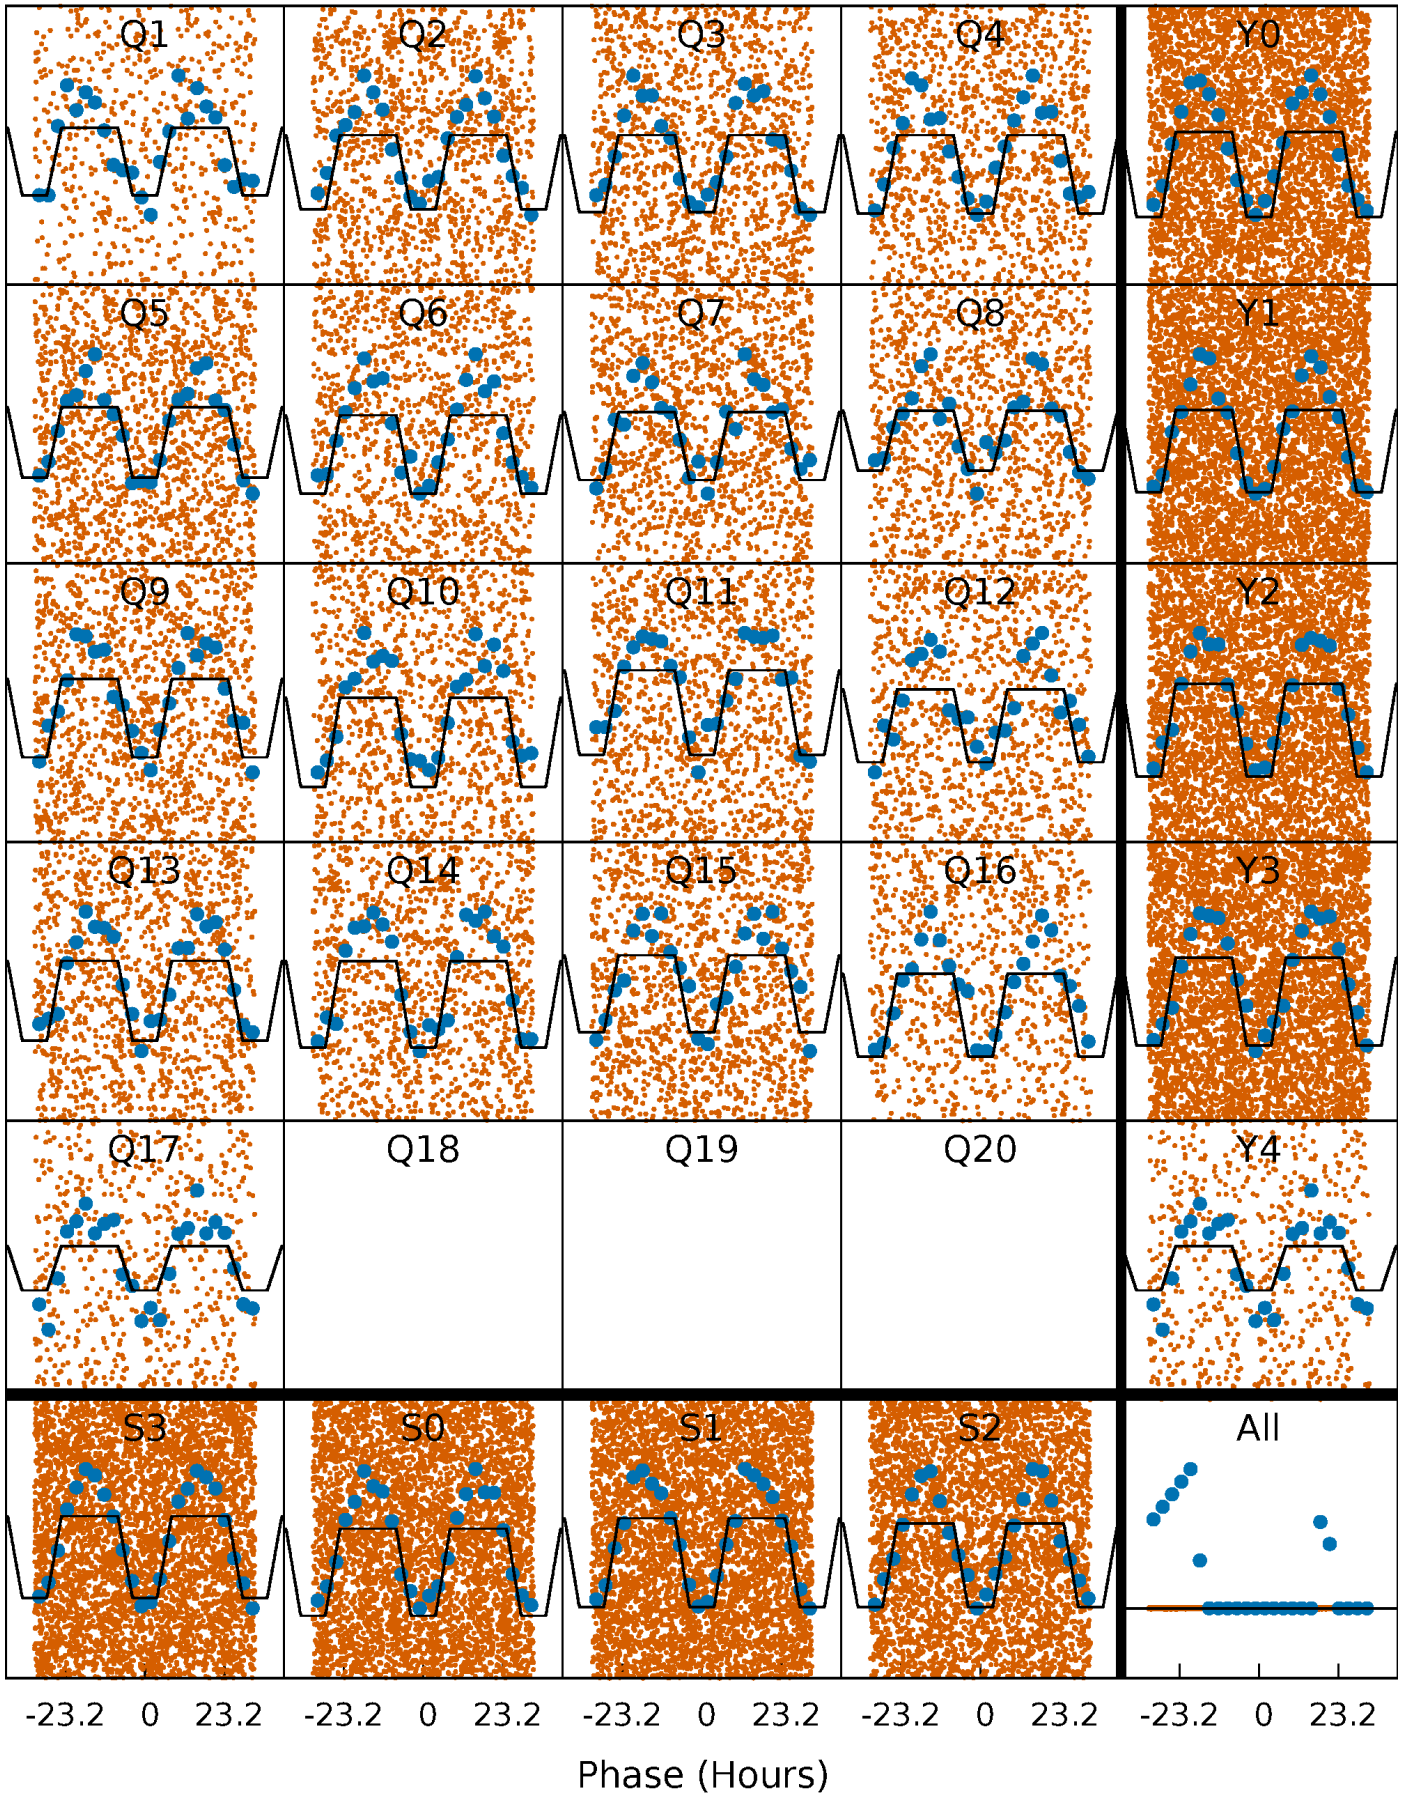 Q1 Q2 Q3 Q4 Y0
Q5 Q6 Q7 Q8 Y1
Q9 Q10 Q11 Q12 Y2
Q13 Q14 Q15 Q16 Y3
Q17 Q18 Q19 Q20 Y4
S3 S0 S1 S2 All
-23.2 0 23.2 -23.2 0 23.2 -23.2 0 23.2 -23.2 0 23.2 -23.2 0 23.2
Phase (Hours)